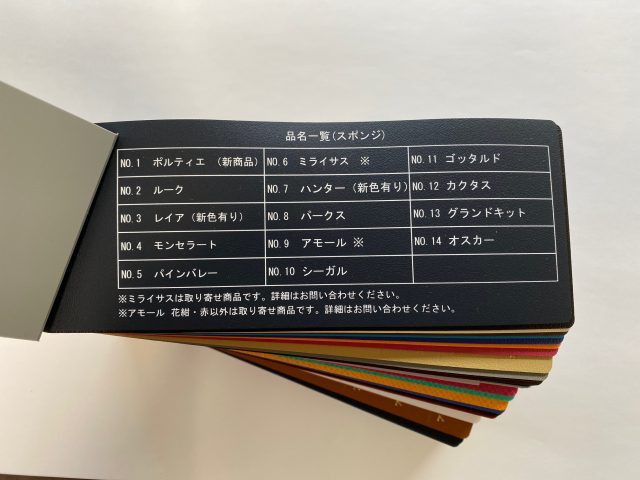 品名一覧(スポンジ)
NO.1 ボルティエ (新商品) NO.6 ミライサス ※ NO.11 ゴッタルド
NO.2 ルーク NO.7 ハンター(新色有り) NO.12 カクタス
NO.3 レイア(新色有り) NO.8 パークス NO.13 グランドキット
NO.4 モンセラート NO.9 アモール ※ NO.14 オスカー
NO.5 パインバレー NO.10 シーガル
※ミライサスは取り寄せ商品です。詳細はお問い合わせください。
※アモール 花紺・赤以外は取り寄せ商品です。詳細はお問い合わせください。